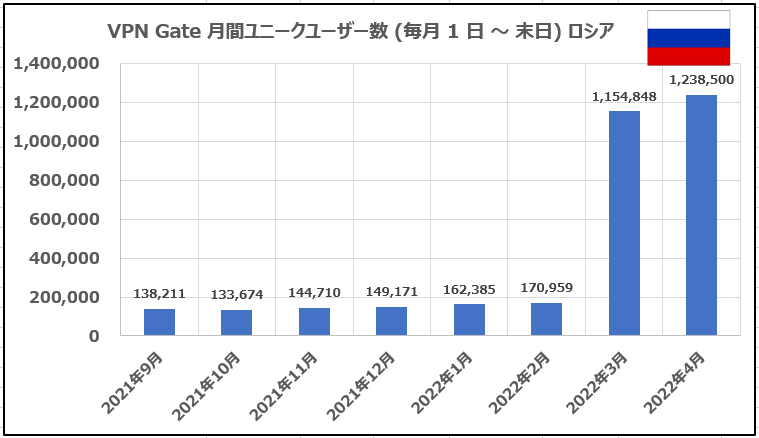 VPN Gate 月間ユニークユーザー数 (毎月 1 日 ～ 末日) ロシア
1,400,000
1,200,000
1,000,000
800,000
600,000
400,000
200,000
0
138,211
133,674
144,710
149,171
162,385
170,959
1,154,848
1,238,500
2021年9月
2021年10月
2021年11月
2021年12月
2022年1月
2022年2月
2022年3月
2022年4月